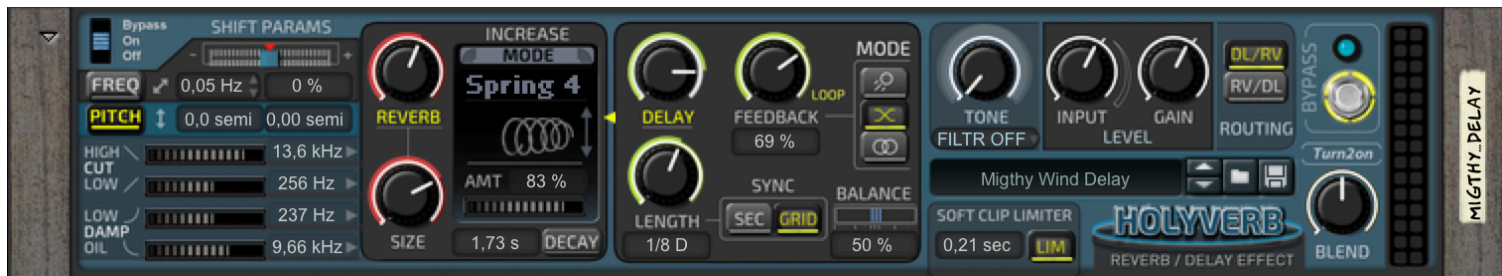 Bypass
On
Off
SHIFT PARAMS
- +
FREQ 0,05 Hz 0 %
PITCH 0,0 semi 0,00 semi
HIGH 13,6 kHz
CUT
LOW 256 Hz
LOW 237 Hz
DAMP
OIL 9,66 kHz
REVERB
SIZE
INCREASE
MODE
Spring 4
AMT 83 %
1,73 s DECAY
DELAY
FEEDBACK LOOP
69 %
MODE
LENGTH
1/8 D
SYNC
SEC GRID
BALANCE
50 %
TONE
FILTR OFF
INPUT GAIN
LEVEL
DL/RV
RV/DL
ROUTING
BYPASS
Migthy Wind Delay
SOFT CLIP LIMITER
0,21 sec LIM
HOLYVERB
REVERB / DELAY EFFECT
Turn2on
BLEND
MIGTHY_DELAY